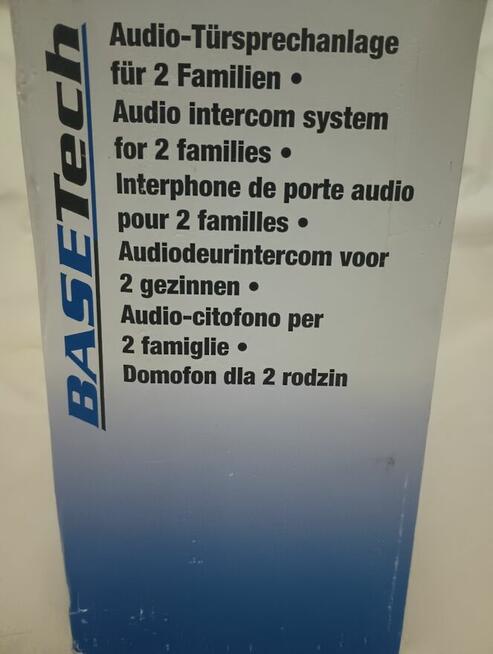 BASETech
Audio-Türsprechanlage
für 2 Familien •
Audio intercom system
for 2 families •
Interphone de porte audio
pour 2 familles •
Audiodeurintercom voor
2 gezinnen •
Audio-citofono per
2 famiglie •
Domofon dla 2 rodzin